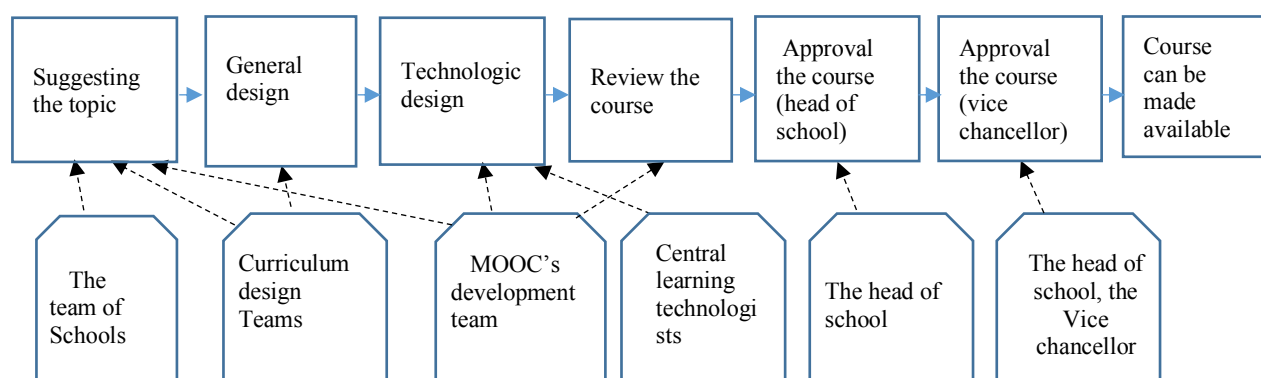 Suggesting
the topic
General
design
Technologic
design
Review the
course
Approval
the course
(head of
school)
Approval
the course
(vice
chancellor)
Course
can be
made
available
The
team of
Schools
Curriculum
design
Teams
MOOC’s
development
team
Central
learning
technologi
sts
The head of
school
The head of
school, the
Vice
chancellor